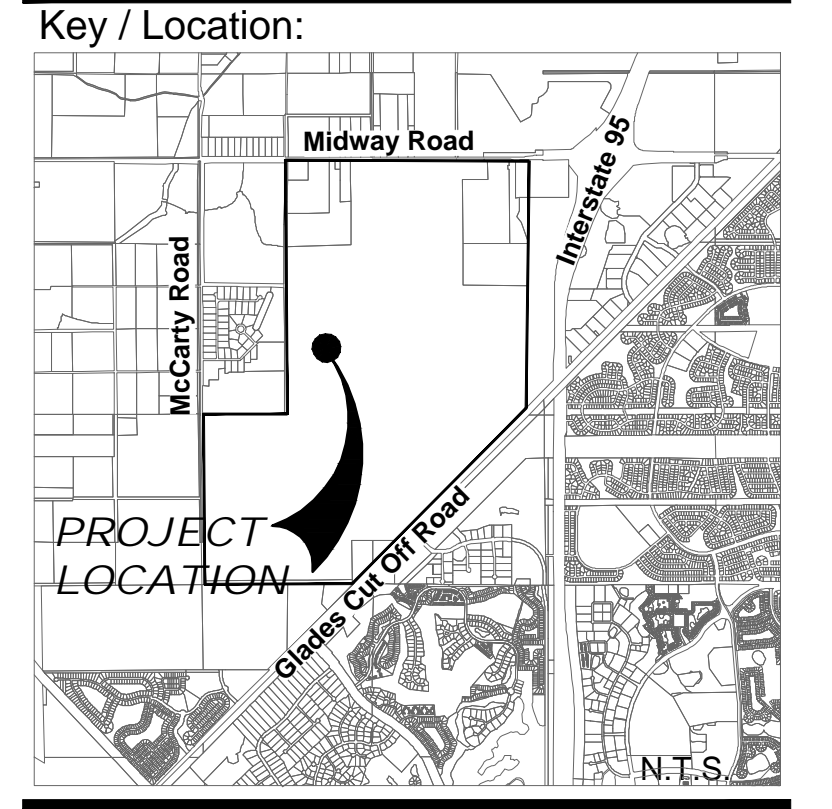 Key / Location:
Midway Road
Interstate 95
McCarty Road
PROJECT
LOCATION
Glades Cut Off Road
N.T.S.